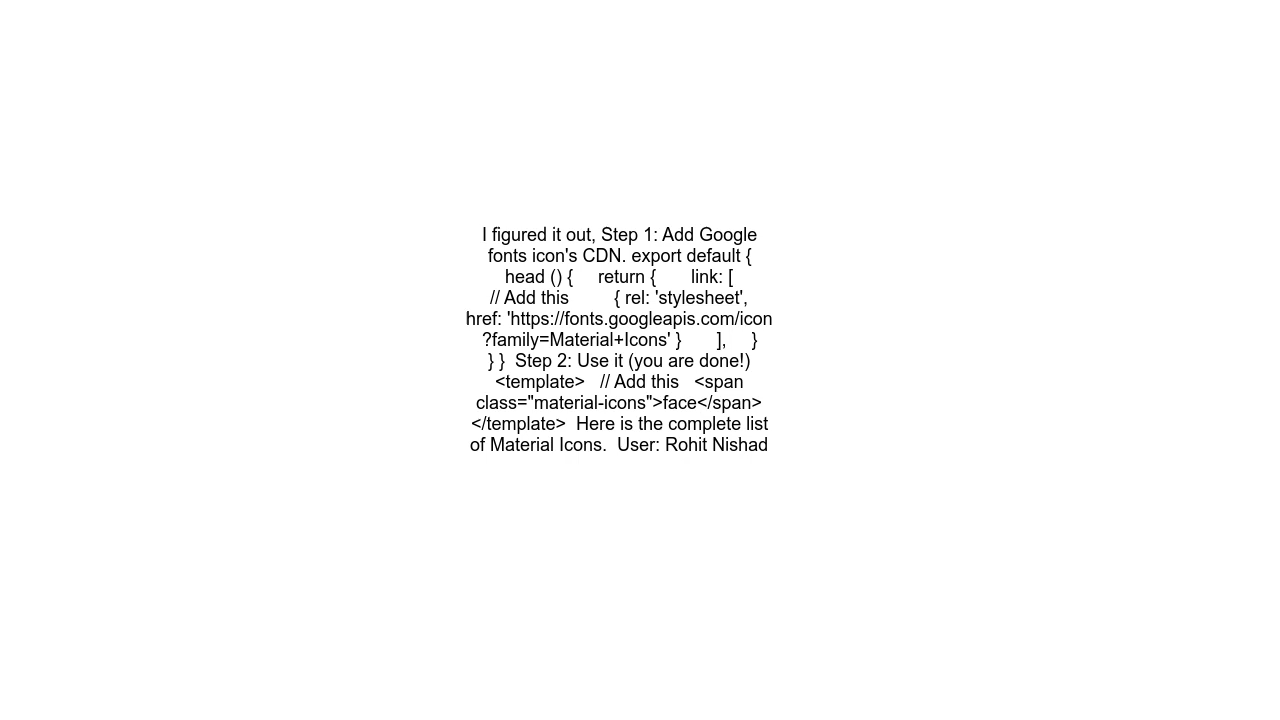 I figured it out, Step 1: Add Google
fonts icon's CDN. export default {
head () {     return {       link: [
// Add this         { rel: 'stylesheet',
href: 'https://fonts.googleapis.com/icon
?family=Material+Icons' }       ],     }
} }  Step 2: Use it (you are done!)
<template>   // Add this   <span
class="material-icons">face</span>
</template>  Here is the complete list
of Material Icons.  User: Rohit Nishad